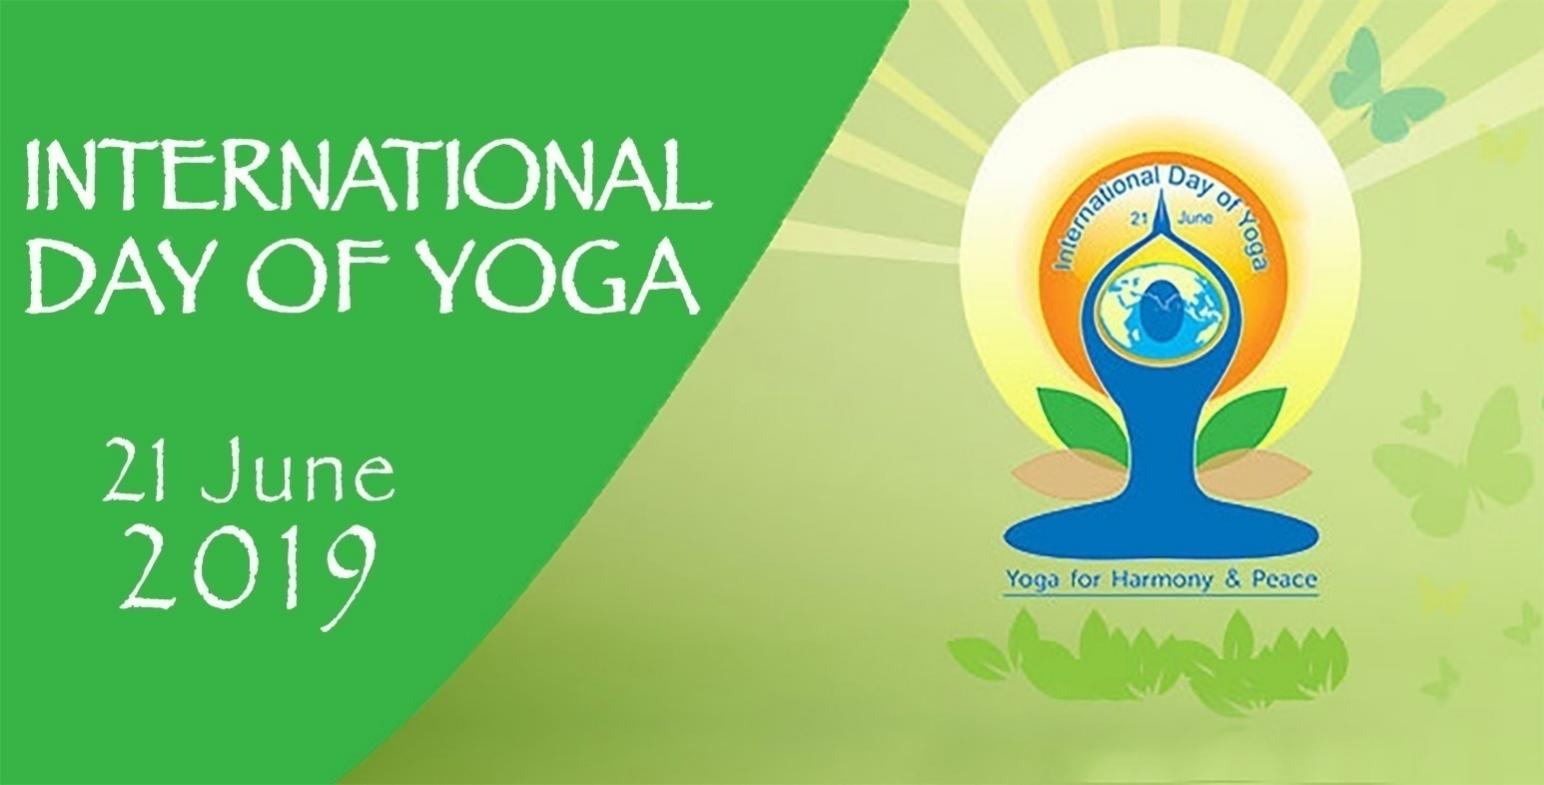 INTERNATIONAL
DAY OF YOGA
21 June
2019
International Day of Yoga
21 June
Yoga for Harmony & Peace